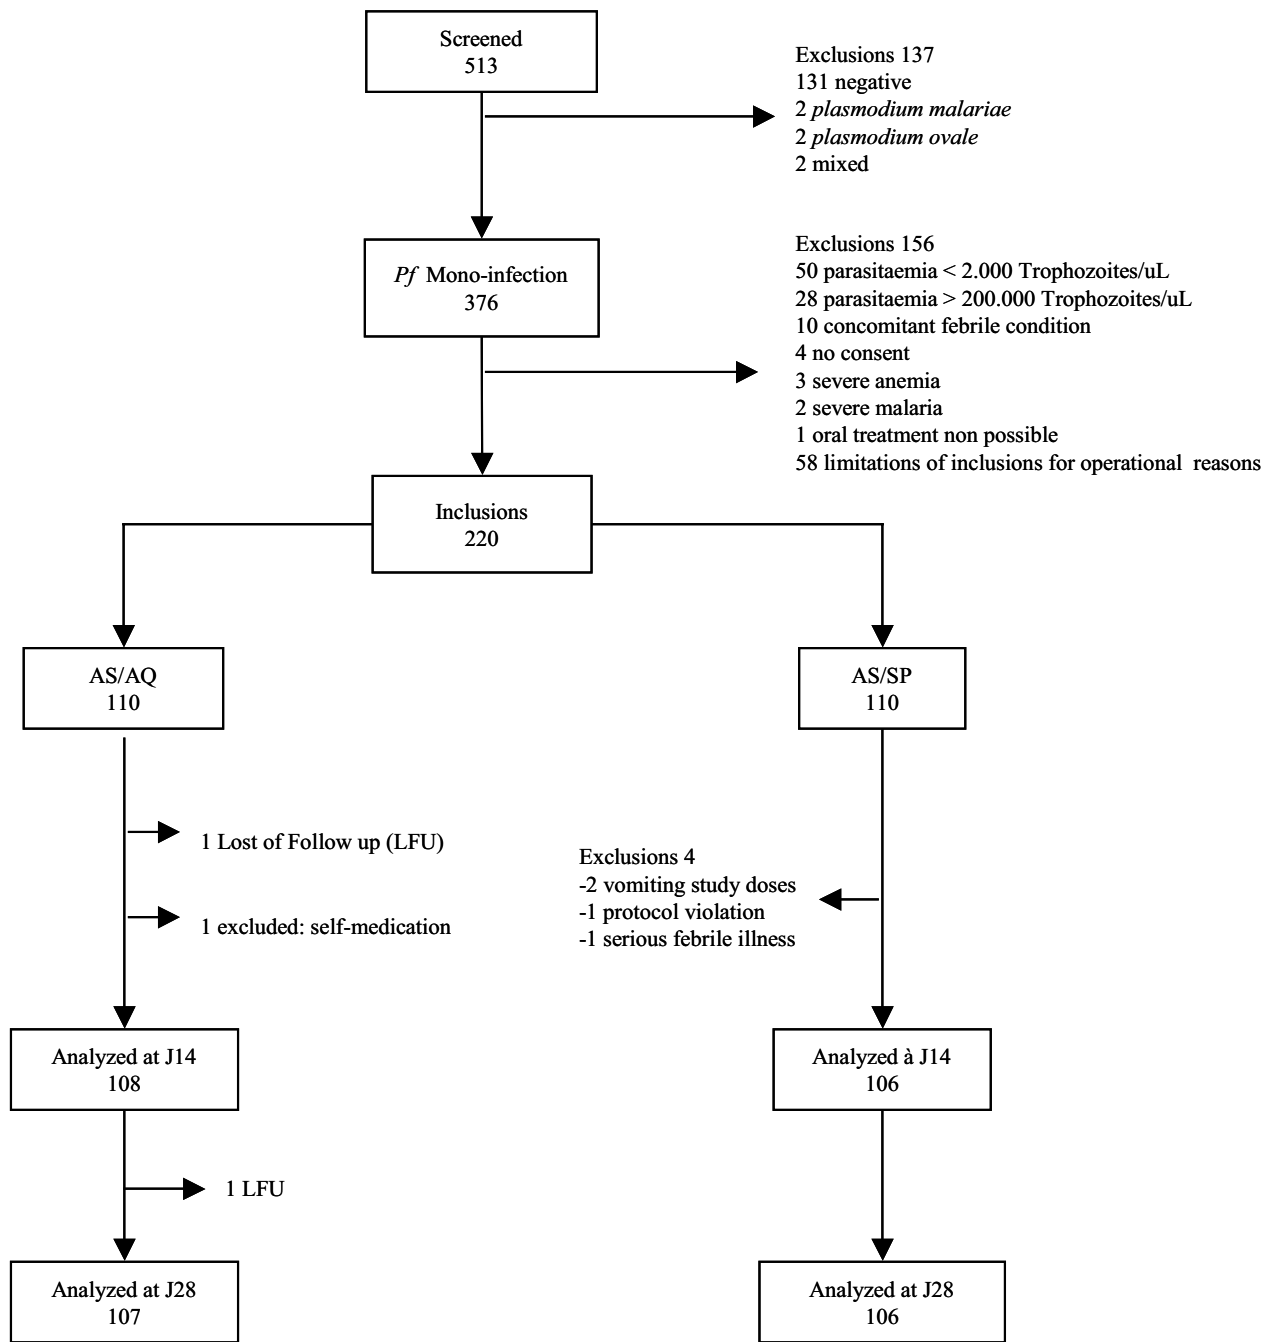 Screened
513
Exclusions 137
131 negative
2 plasmodium malariae
2 plasmodium ovale
2 mixed
Pf Mono-infection
376
Exclusions 156
50 parasitaemia < 2.000 Trophozoites/uL
28 parasitaemia > 200.000 Trophozoites/uL
10 concomitant febrile condition
4 no consent
3 severe anemia
2 severe malaria
1 oral treatment non possible
58 limitations of inclusions for operational reasons
Inclusions
220
AS/AQ
110
AS/SP
110
1 Lost of Follow up (LFU)
1 excluded: self-medication
Exclusions 4
-2 vomiting study doses
-1 protocol violation
-1 serious febrile illness
Analyzed at J14
108
Analyzed à J14
106
1 LFU
Analyzed at J28
107
Analyzed at J28
106